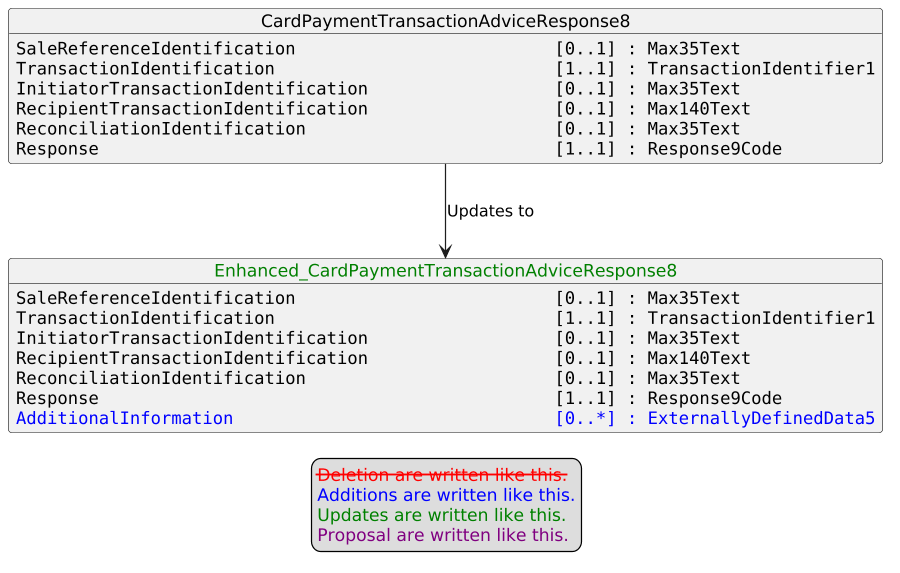 CardPaymentTransactionAdviceResponse8
SaleReferenceIdentification [0..1] : Max35Text
TransactionIdentification [1..1] : TransactionIdentifier1
InitiatorTransactionIdentification [0..1] : Max35Text
RecipientTransactionIdentification [0..1] : Max140Text
ReconciliationIdentification [0..1] : Max35Text
Response [1..1] : Response9Code
Updates to
Enhanced_CardPaymentTransactionAdviceResponse8
SaleReferenceIdentification [0..1] : Max35Text
TransactionIdentification [1..1] : TransactionIdentifier1
InitiatorTransactionIdentification [0..1] : Max35Text
RecipientTransactionIdentification [0..1] : Max140Text
ReconciliationIdentification [0..1] : Max35Text
Response [1..1] : Response9Code
AdditionalInformation [0..*] : ExternallyDefinedData5
Deletion are written like this.
Additions are written like this.
Updates are written like this.
Proposal are written like this.